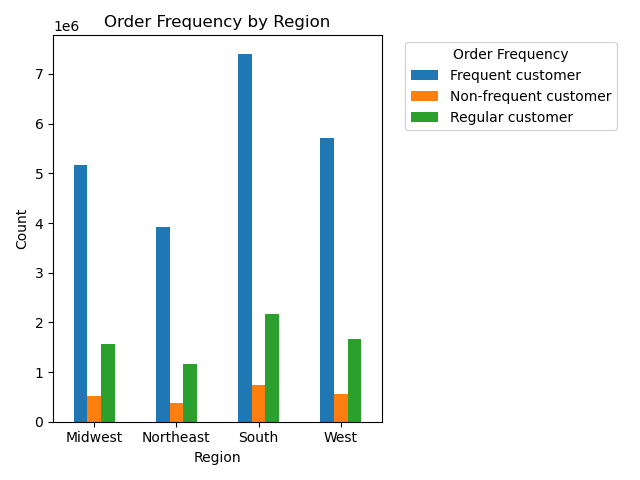 Order Frequency by Region
1e6
7
6
5
4
3
2
1
0
Count
Midwest Northeast South West
Region
Order Frequency
Frequent customer
Non-frequent customer
Regular customer